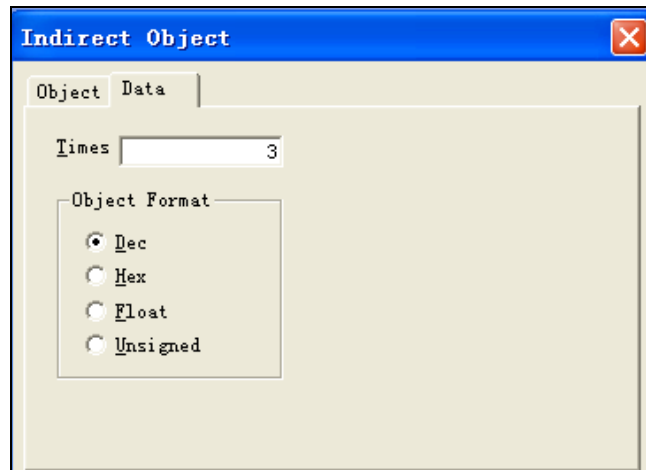 Indirect Object
Object Data
Times 3
Object Format
Dec
Hex
Float
Unsigned